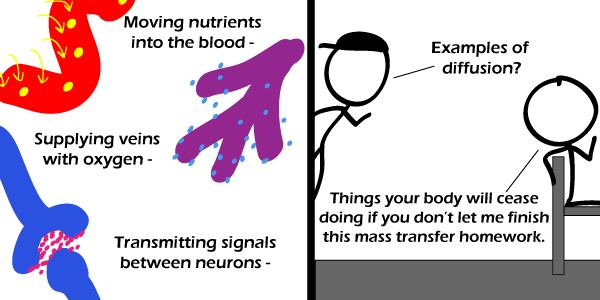 Moving nutrients
into the blood -
Supplying veins
with oxygen -
Transmitting signals
between neurons -
Examples of
diffusion?
Things your body will cease
doing if you don't let me finish
this mass transfer homework.